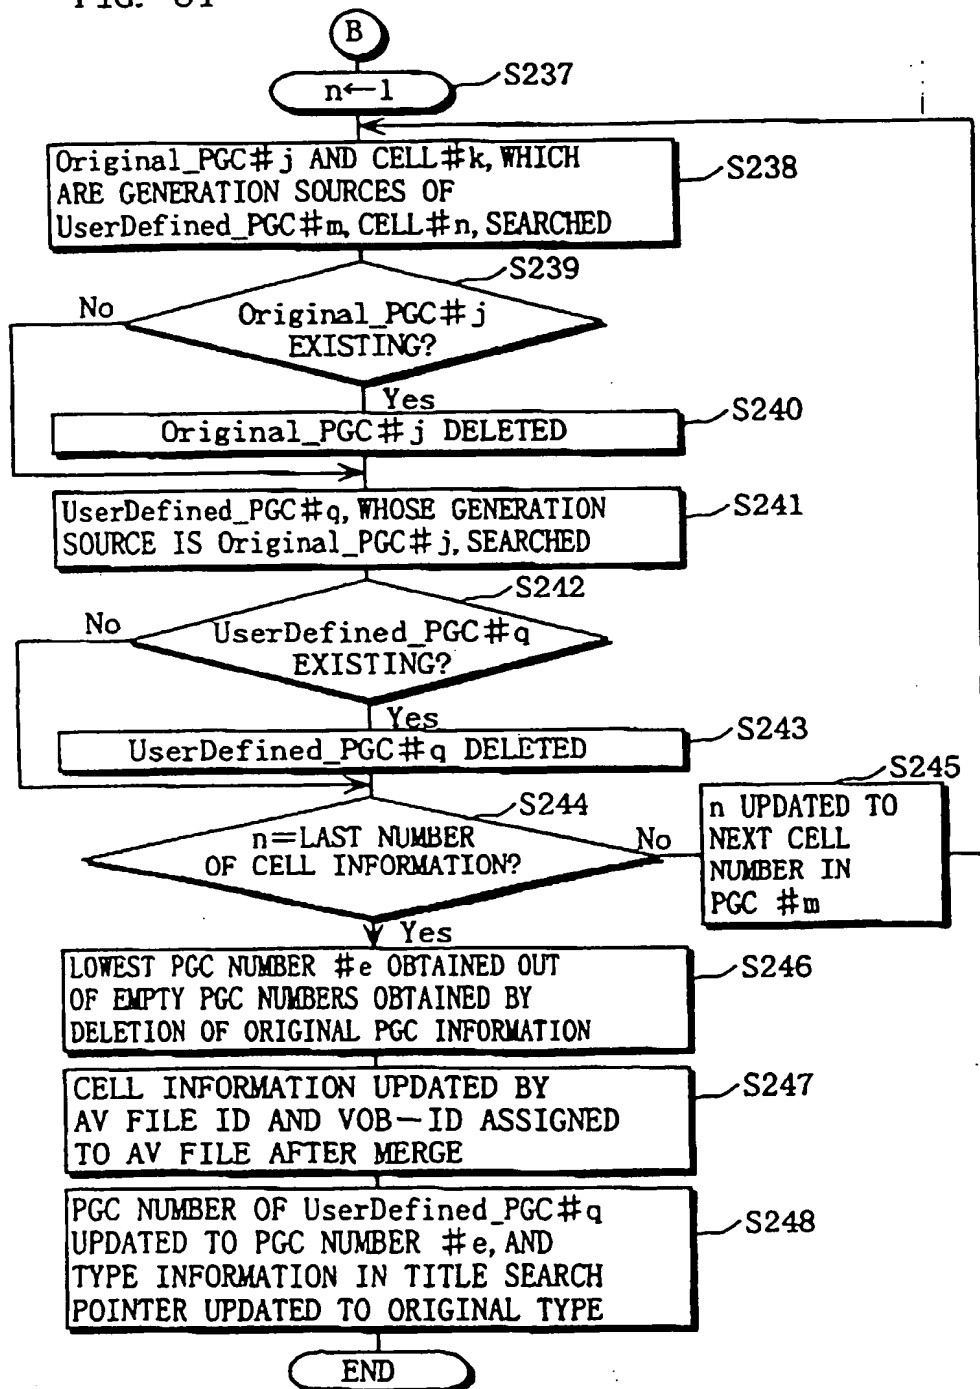 B
n←1
S237
Original_PGC#j AND CELL#k, WHICH
ARE GENERATION SOURCES OF
UserDefined_PGC#m, CELL#n, SEARCHED
S238
S239
Original_PGC#j
EXISTING?
No
Yes
Original_PGC#j DELETED
S240
UserDefined_PGC#q, WHOSE GENERATION
SOURCE IS Original_PGC#j, SEARCHED
S241
S242
UserDefined_PGC#q
EXISTING?
No
Yes
UserDefined_PGC#q DELETED
S243
S244
n=LAST NUMBER
OF CELL INFORMATION?
No
Yes
S245
n UPDATED TO
NEXT CELL
NUMBER IN
PGC #m
LOWEST PGC NUMBER #e OBTAINED OUT
OF EMPTY PGC NUMBERS OBTAINED BY
DELETION OF ORIGINAL PGC INFORMATION
S246
CELL INFORMATION UPDATED BY
AV FILE ID AND VOB-ID ASSIGNED
TO AV FILE AFTER MERGE
S247
PGC NUMBER OF UserDefined_PGC#q
UPDATED TO PGC NUMBER #e, AND
TYPE INFORMATION IN TITLE SEARCH
POINTER UPDATED TO ORIGINAL TYPE
S248
END